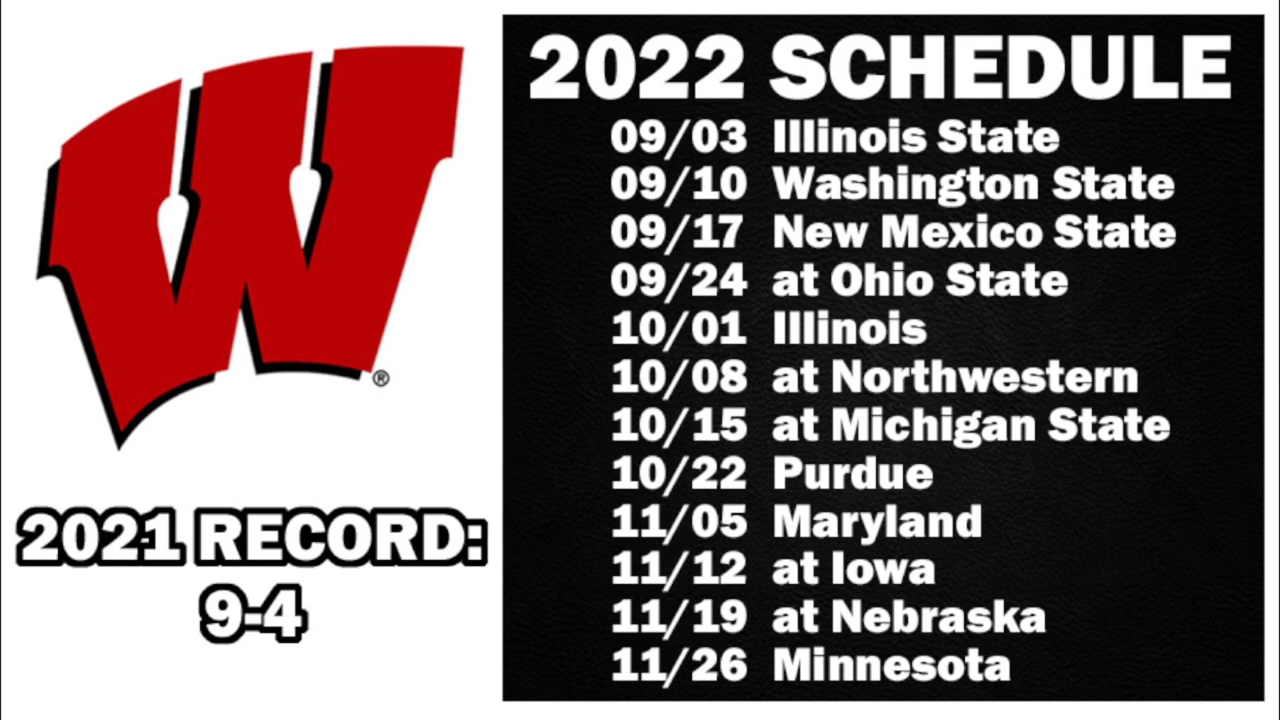 W
®
2021 RECORD:
9-4
2022 SCHEDULE
09/03 Illinois State
09/10 Washington State
09/17 New Mexico State
09/24 at Ohio State
10/01 Illinois
10/08 at Northwestern
10/15 at Michigan State
10/22 Purdue
11/05 Maryland
11/12 at Iowa
11/19 at Nebraska
11/26 Minnesota